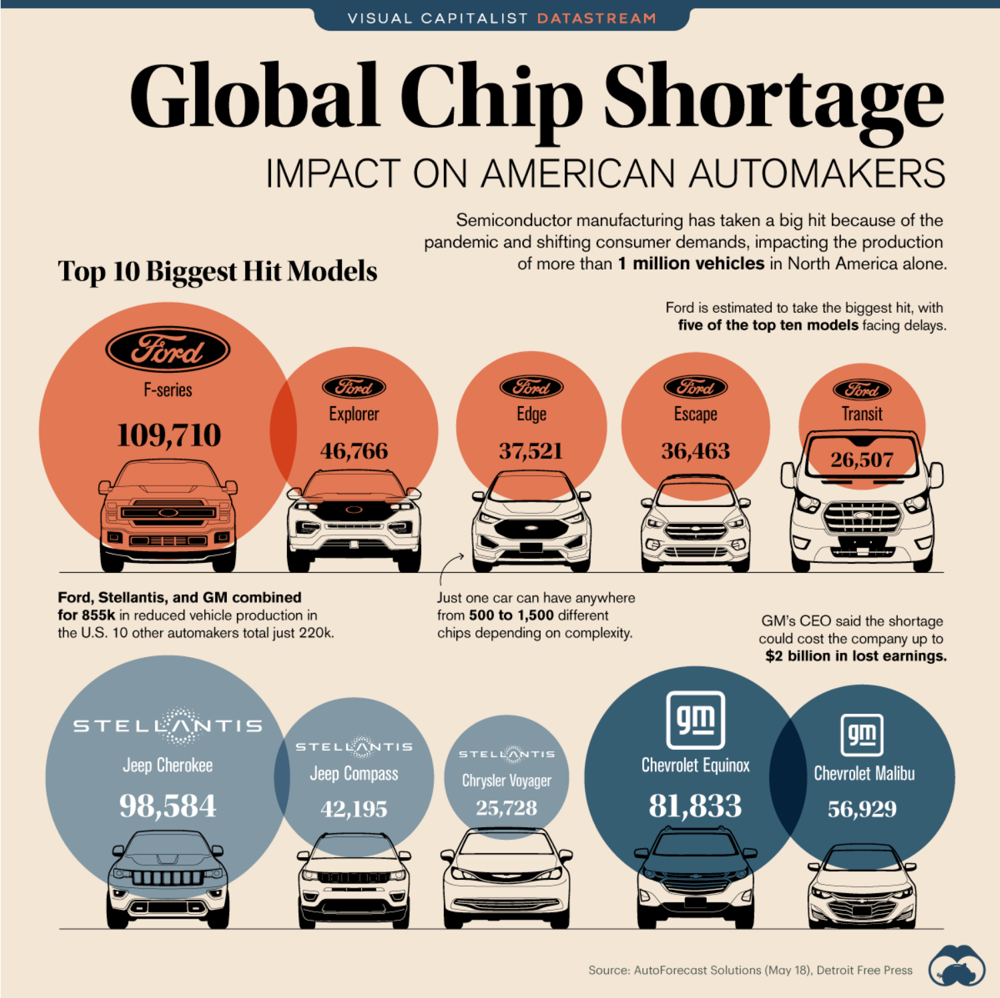 VISUAL CAPITALIST DATASTREAM
Global Chip Shortage
IMPACT ON AMERICAN AUTOMAKERS
Semiconductor manufacturing has taken a big hit because of the
pandemic and shifting consumer demands, impacting the production
of more than 1 million vehicles in North America alone.
Top 10 Biggest Hit Models
Ford is estimated to take the biggest hit, with
five of the top ten models facing delays.
Ford
F-series
109,710
Ford
Explorer
46,766
Ford
Edge
37,521
Ford
Escape
36,463
Ford
Transit
26,507
Ford, Stellantis, and GM combined
for 855k in reduced vehicle production in
the U.S. 10 other automakers total just 220k.
Just one car can have anywhere
from 500 to 1,500 different
chips depending on complexity.
GM's CEO said the shortage
could cost the company up to
$2 billion in lost earnings.
STELLANTIS
Jeep Cherokee
98,584
STELLANTIS
Jeep Compass
42,195
STELLANTIS
Chrysler Voyager
25,728
gm
Chevrolet Equinox
81,833
gm
Chevrolet Malibu
56,929
Source: AutoForecast Solutions (May 18), Detroit Free Press